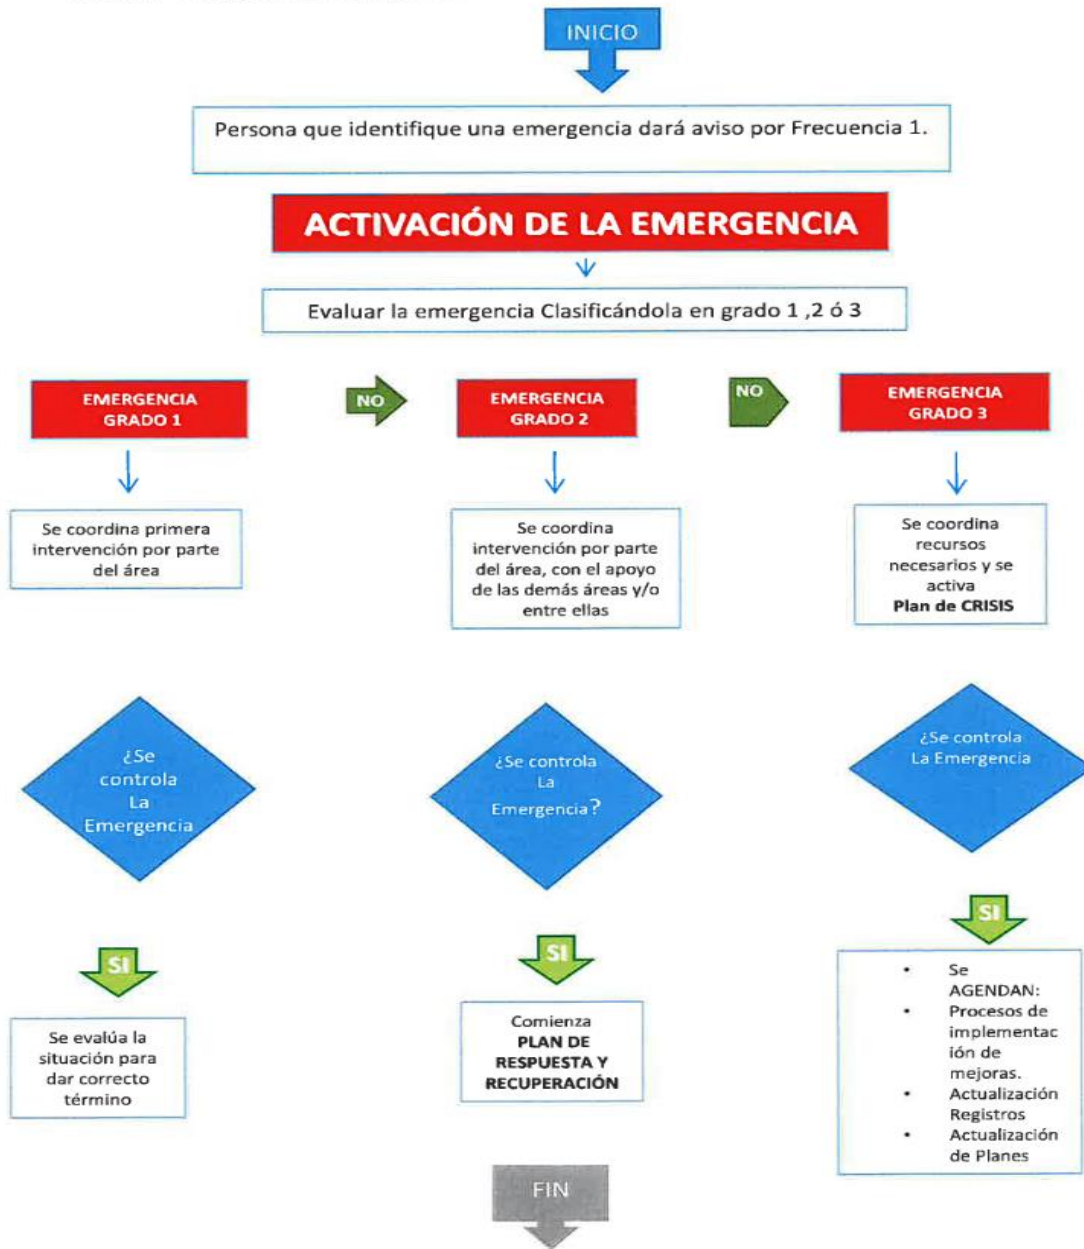 INICIO
Persona que identifique una emergencia dará aviso por Frecuencia 1.
ACTIVACIÓN DE LA EMERGENCIA
Evaluar la emergencia Clasificándola en grado 1 ,2 ó 3
EMERGENCIA
GRADO 1
NO
EMERGENCIA
GRADO 2
NO
EMERGENCIA
GRADO 3
Se coordina primera
intervención por parte
del área
Se coordina
intervención por parte
del área, con el apoyo
de las demás áreas y/o
entre ellas
Se coordina
recursos
necesarios y se
activa
Plan de CRISIS
¿Se
controla
La
Emergencia
¿Se controla
La
Emergencia?
¿Se controla
La Emergencia
SI
SI
SI
Se evalúa la
situación para
dar correcto
término
Comienza
PLAN DE
RESPUESTA Y
RECUPERACIÓN
• Se
AGENDAN:
• Procesos de
implementac
ión de
mejoras.
• Actualización
Registros
• Actualización
de Planes
FIN